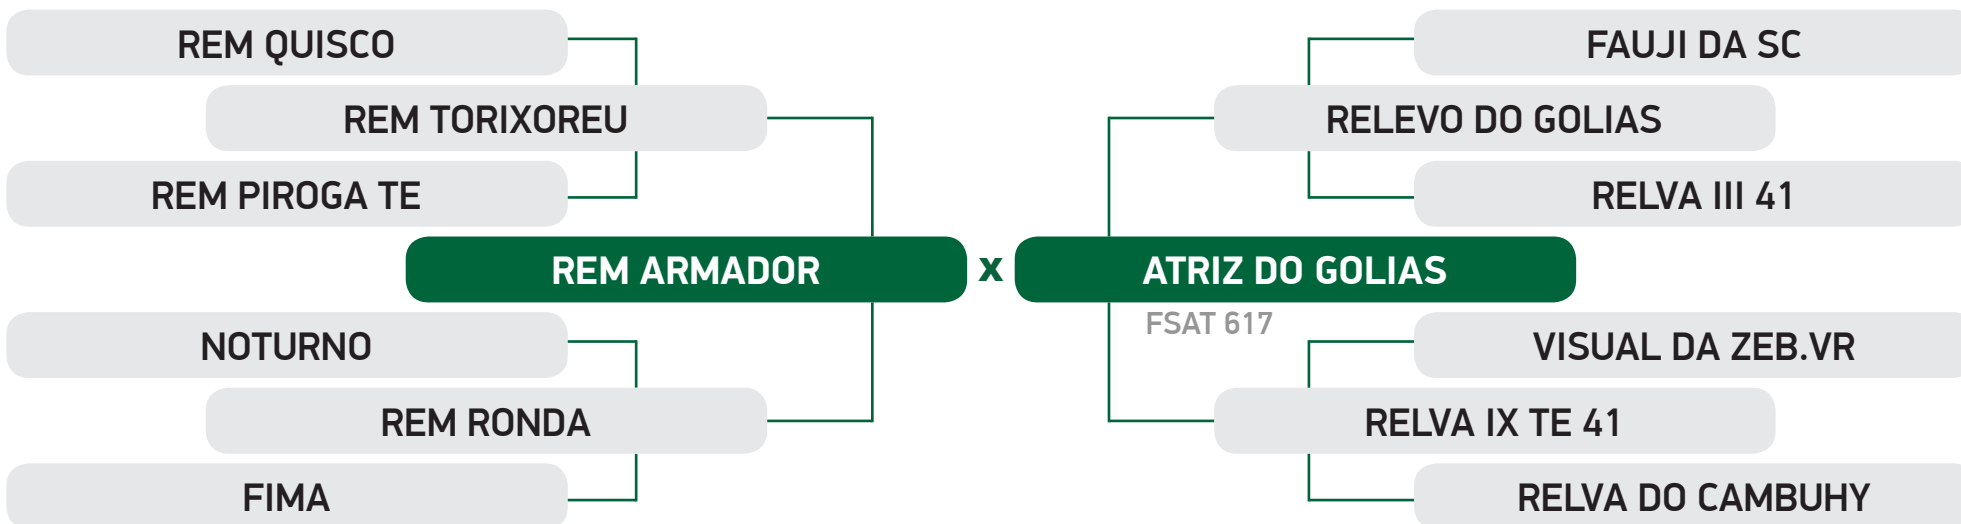 REM QUISCO
FAUJI DA SC
REM TORIXOREU
RELEVO DO GOLIAS
REM PIROGA TE
RELVA III 41
REM ARMADOR
x
ATRIZ DO GOLIAS
FSAT 617
NOTURNO
VISUAL DA ZEB.VR
REM RONDA
RELVA IX TE 41
FIMA
RELVA DO CAMBUHY